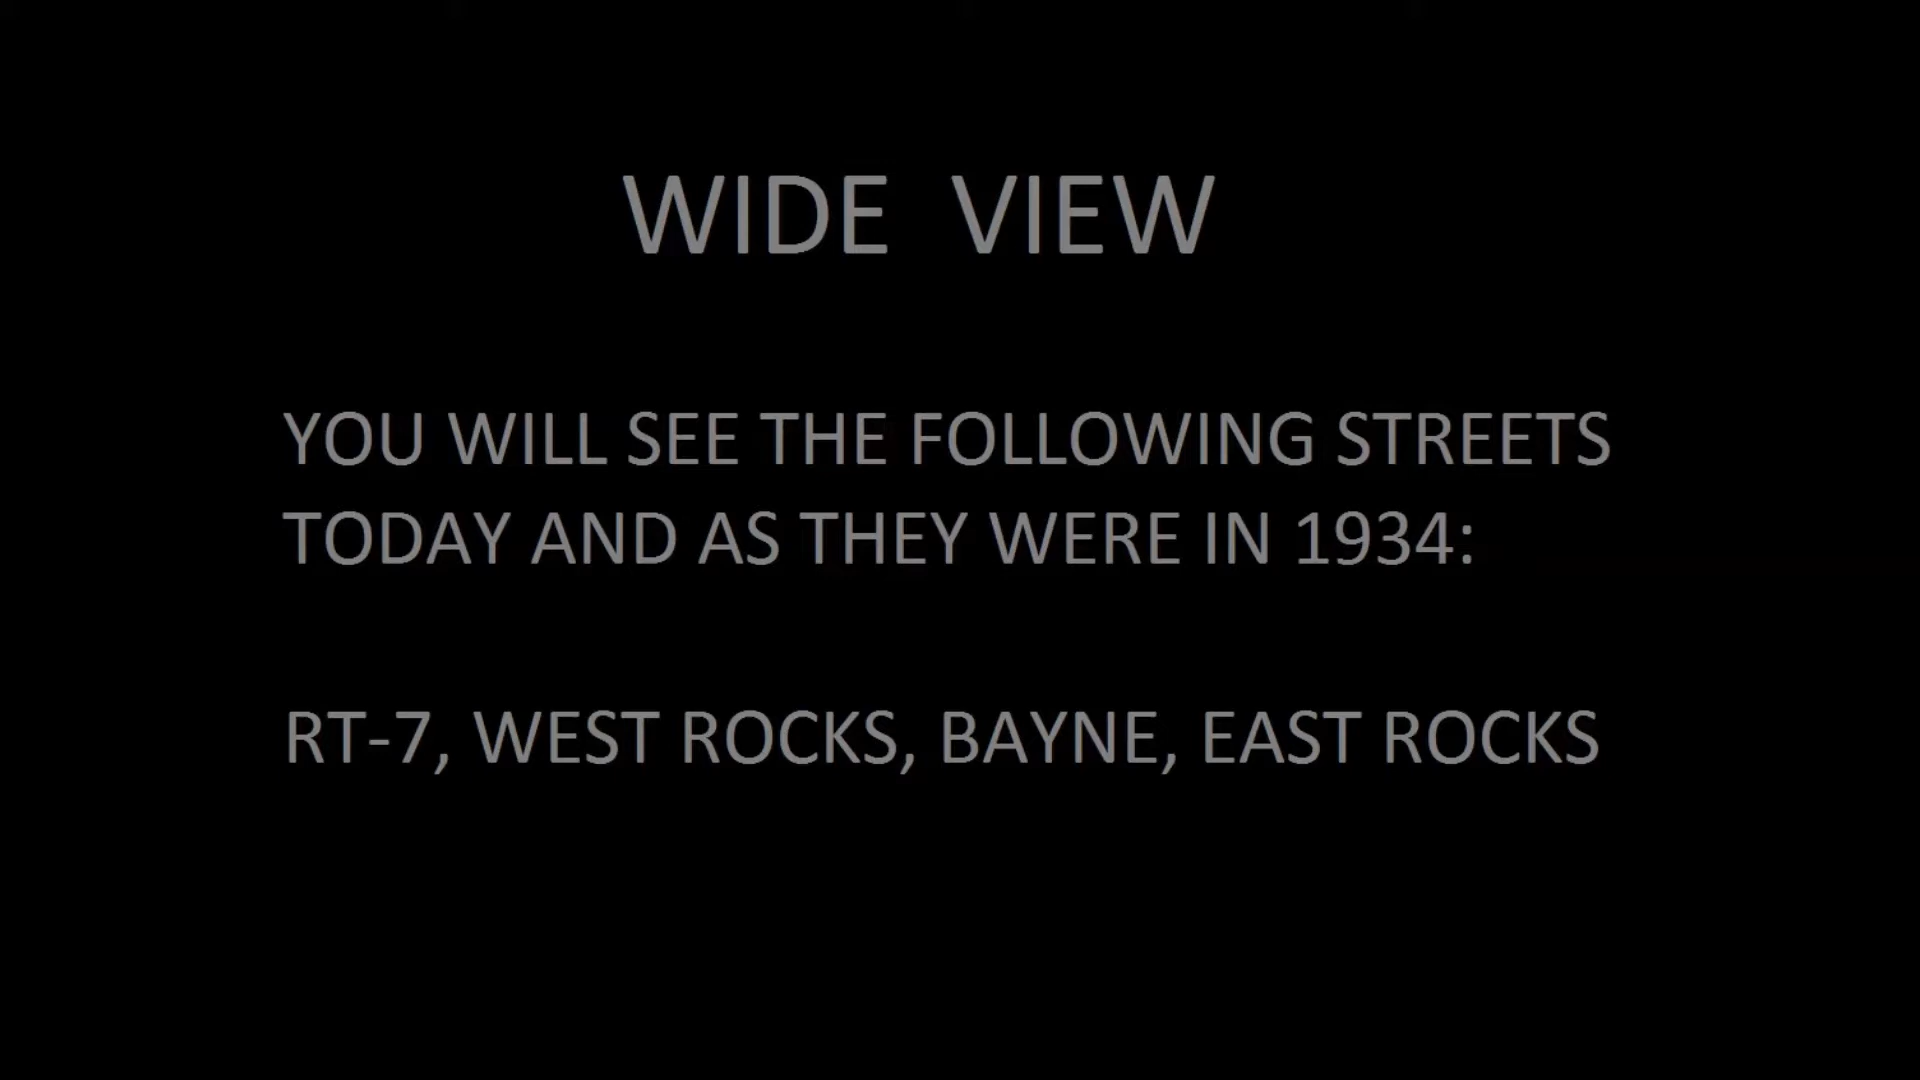 WIDE VIEW
YOU WILL SEE THE FOLLOWING STREETS
TODAY AND AS THEY WERE IN 1934:
RT-7, WEST ROCKS, BAYNE, EAST ROCKS